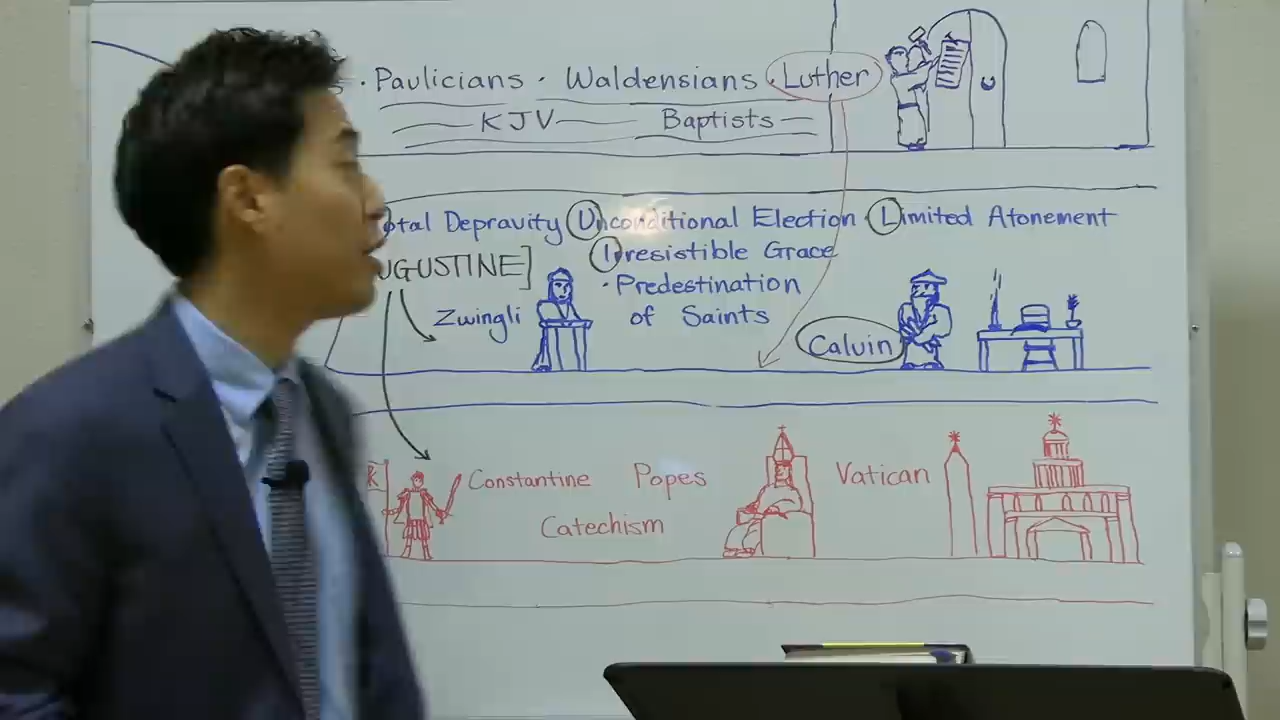 · Paulicians · Waldensians · Luther
KJV Baptists
otal Depravity Unconditional Election Limited Atonement
Irresistible Grace
UGUSTINE]
· Predestination
of Saints
Zwingli
Calvin
K Constantine Popes Vatican
Catechism